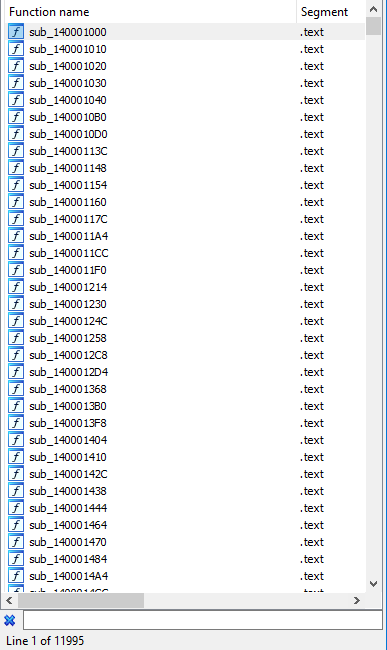 Function name Segment
sub_140001000 .text
sub_140001010 .text
sub_140001020 .text
sub_140001030 .text
sub_140001040 .text
sub_1400010B0 .text
sub_1400010D0 .text
sub_14000113C .text
sub_140001148 .text
sub_140001154 .text
sub_140001160 .text
sub_14000117C .text
sub_1400011A4 .text
sub_1400011CC .text
sub_1400011F0 .text
sub_140001214 .text
sub_140001230 .text
sub_14000124C .text
sub_140001258 .text
sub_1400012C8 .text
sub_1400012D4 .text
sub_140001368 .text
sub_1400013B0 .text
sub_1400013F8 .text
sub_140001404 .text
sub_140001410 .text
sub_14000142C .text
sub_140001438 .text
sub_140001444 .text
sub_140001464 .text
sub_140001470 .text
sub_140001484 .text
sub_1400014A4 .text
Line 1 of 11995